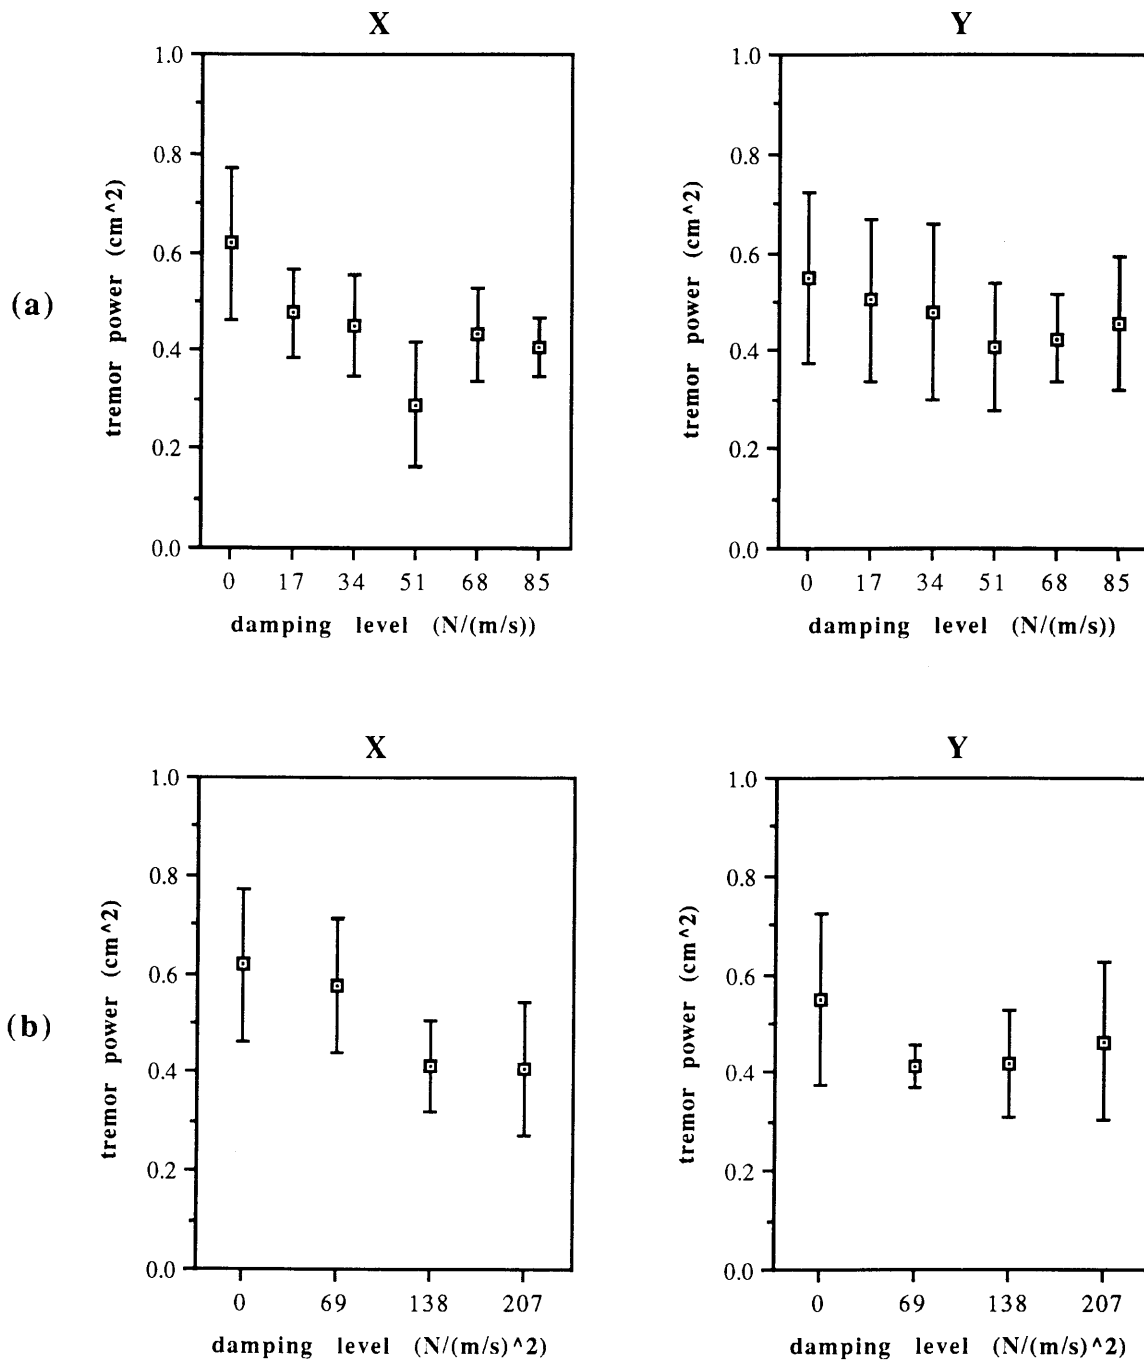 X Y
1.0 1.0
0.8 0.8
0.6 0.6
0.4 0.4
0.2 0.2
0.0 0.0
tremor power (cm^2) tremor power (cm^2)
(a)
0 17 34 51 68 85 0 17 34 51 68 85
damping level (N/(m/s)) damping level (N/(m/s))
X Y
1.0 1.0
0.8 0.8
0.6 0.6
0.4 0.4
0.2 0.2
0.0 0.0
tremor power (cm^2) tremor power (cm^2)
(b)
0 69 138 207 0 69 138 207
damping level (N/(m/s)^2) damping level (N/(m/s)^2)